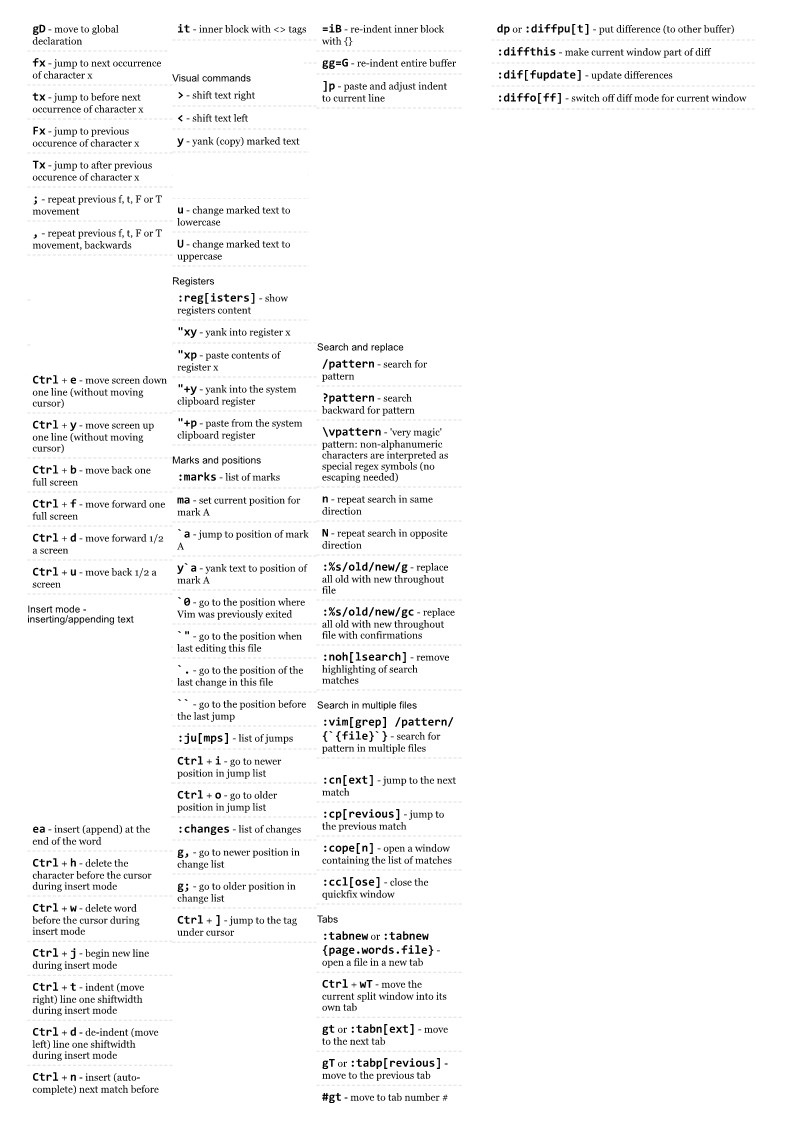 gD - move to global
declaration
fx - jump to next occurrence
of character x
tx - jump to before next
occurrence of character x
Fx - jump to previous
occurence of character x
Tx - jump to after previous
occurence of character x
; - repeat previous f, t, F or T
movement
, - repeat previous f, t, F or T
movement, backwards
Ctrl + e - move screen down
one line (without moving
cursor)
Ctrl + y - move screen up
one line (without moving
cursor)
Ctrl + b - move back one
full screen
Ctrl + f - move forward one
full screen
Ctrl + d - move forward 1/2
a screen
Ctrl + u - move back 1/2 a
screen
Insert mode -
inserting/appending text
ea - insert (append) at the
end of the word
Ctrl + h - delete the
character before the cursor
during insert mode
Ctrl + w - delete word
before the cursor during
insert mode
Ctrl + j - begin new line
during insert mode
Ctrl + t - indent (move
right) line one shiftwidth
during insert mode
Ctrl + d - de-indent (move
left) line one shiftwidth
during insert mode
Ctrl + n - insert (auto-
complete) next match before
it - inner block with <> tags
Visual commands
> - shift text right
< - shift text left
y - yank (copy) marked text
u - change marked text to
lowercase
U - change marked text to
uppercase
Registers
:reg[isters] - show
registers content
"xy - yank into register x
"xp - paste contents of
register x
"+y - yank into the system
clipboard register
"+p - paste from the system
clipboard register
Marks and positions
:marks - list of marks
ma - set current position for
mark A
`a - jump to position of mark
A
y`a - yank text to position of
mark A
`0 - go to the position where
Vim was previously exited
`" - go to the position when
last editing this file
`. - go to the position of the
last change in this file
`` - go to the position before
the last jump
:ju[mps] - list of jumps
Ctrl + i - go to newer
position in jump list
Ctrl + o - go to older
position in jump list
:changes - list of changes
g, - go to newer position in
change list
g; - go to older position in
change list
Ctrl + ] - jump to the tag
under cursor
=iB - re-indent inner block
with {}
gg=G - re-indent entire buffer
]p - paste and adjust indent
to current line
Search and replace
/pattern - search for
pattern
?pattern - search
backward for pattern
\vpattern - 'very magic'
pattern: non-alphanumeric
characters are interpreted as
special regex symbols (no
escaping needed)
n - repeat search in same
direction
N - repeat search in opposite
direction
:%s/old/new/g - replace
all old with new throughout
file
:%s/old/new/gc - replace
all old with new throughout
file with confirmations
:noh[lsearch] - remove
highlighting of search
matches
Search in multiple files
:vim[grep] /pattern/
{`{file}`} - search for
pattern in multiple files
:cn[ext] - jump to the next
match
:cp[revious] - jump to
the previous match
:cope[n] - open a window
containing the list of matches
:ccl[ose] - close the
quickfix window
Tabs
:tabnew or :tabnew
{page.words.file} -
open a file in a new tab
Ctrl + wT - move the
current split window into its
own tab
gt or :tabn[ext] - move
to the next tab
gT or :tabp[revious] -
move to the previous tab
#gt - move to tab number #
dp or :diffpu[t] - put difference (to other buffer)
:diffthis - make current window part of diff
:dif[fupdate] - update differences
:diffo[ff] - switch off diff mode for current window